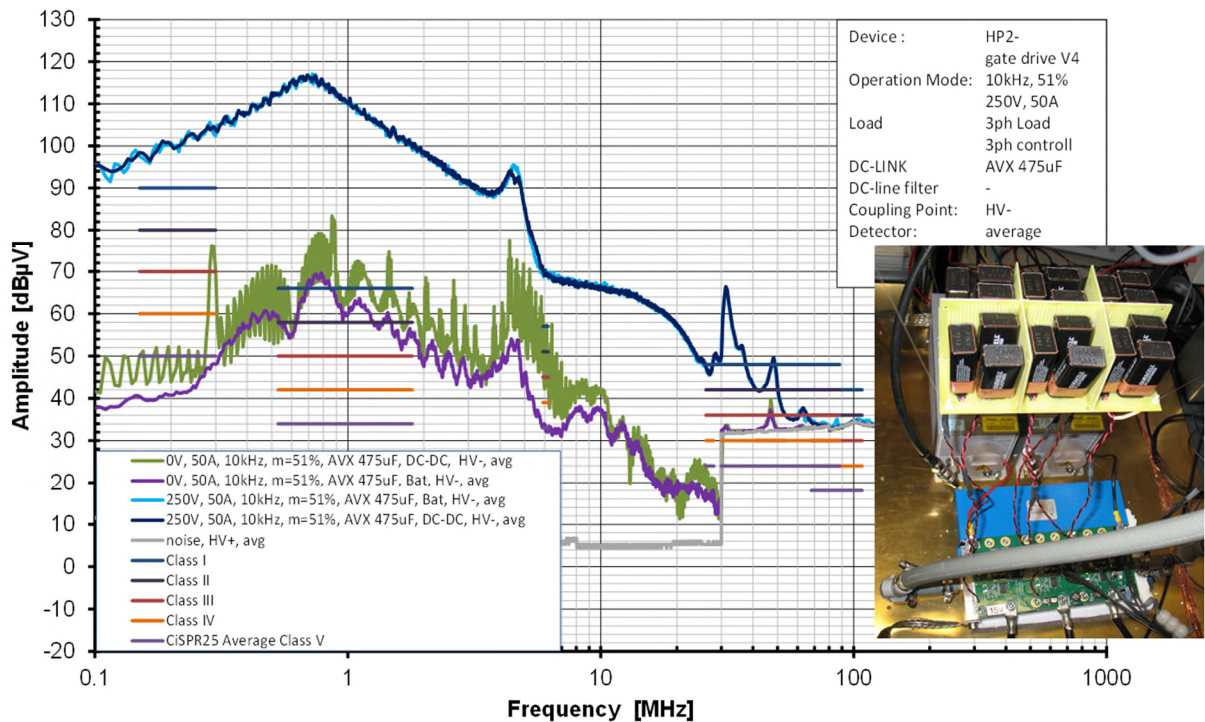 130
120
110
100
90
80
70
60
50
40
30
20
10
0
-10
-20
Amplitude [dBµV]
Device : HP2-
gate drive V4
Operation Mode: 10kHz, 51%
250V, 50A
Load 3ph Load
3ph controll
DC-LINK AVX 475uF
DC-line filter -
Coupling Point: HV-
Detector: average
0V, 50A, 10kHz, m=51%, AVX 475uF, DC-DC, HV-, avg
0V, 50A, 10kHz, m=51%, AVX 475uF, Bat, HV-, avg
250V, 50A, 10kHz, m=51%, AVX 475uF, Bat, HV-, avg
250V, 50A, 10kHz, m=51%, AVX 475uF, DC-DC, HV-, avg
noise, HV+, avg
Class I
Class II
Class III
Class IV
CiSPR25 Average Class V
15V
0.1 1 10 100 1000
Frequency [MHz]